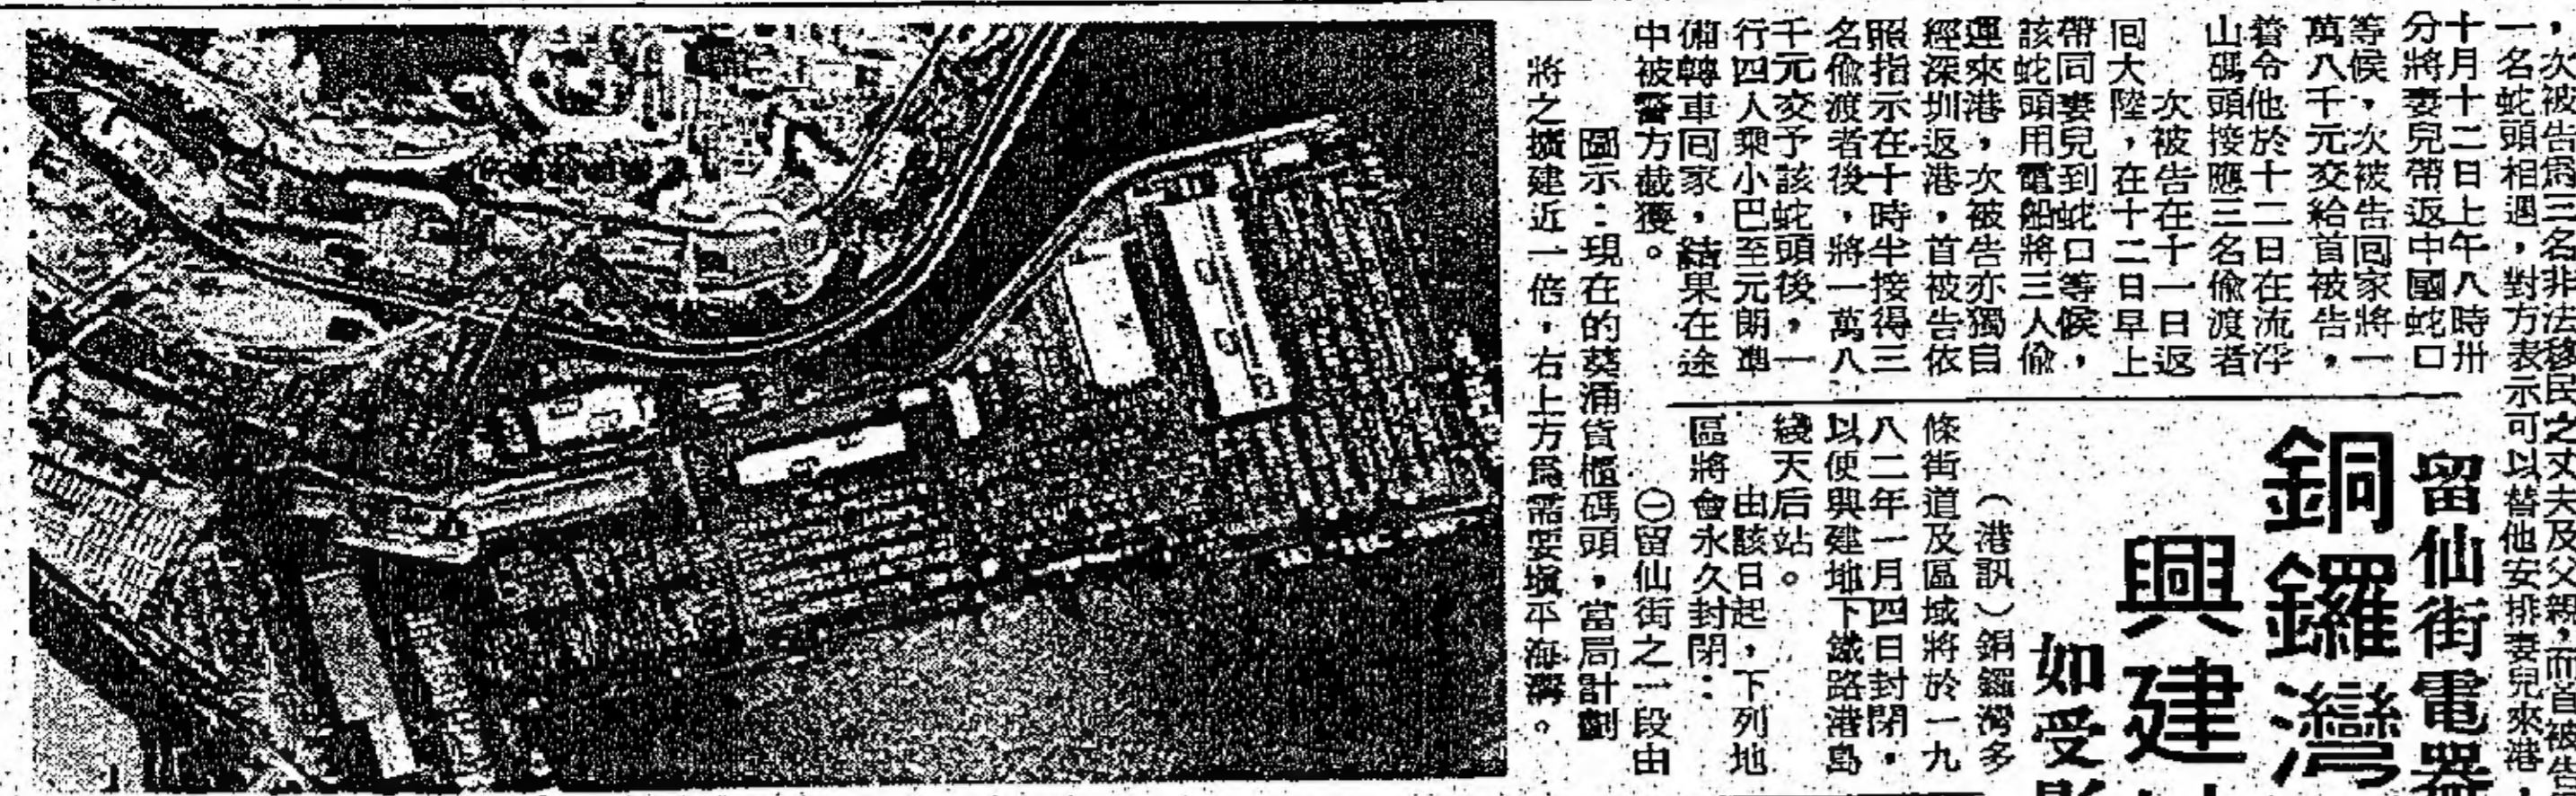 ，次被告爲三名非法移民之丈夫及父親，而首被告
一名蛇頭相遇，對方表示可以替他安排妻兒來港，
十月十二日上午八時卅
分將妻兒帶返中國蛇口
等候，次被告回家將一
萬八千元交給首被告，
着令他於十二日在流浮
山碼頭接應三名偷渡者
次被告在十一日返
回大陸，在十二日早上
帶同妻兒到蛇口等候，
該蛇頭用電船將三人偷
運來港，次被告亦獨自
經深圳返港，首被告依
照指示在十時半接得三
名偷渡者後，將一萬八
千元交予該蛇頭後，一
行四人乘小巴至元朗準
備轉車回家，結果在途
中被警方截獲。
圖示：現在的葵涌貨櫃碼頭，當局計劃
將之擴建近一倍，右上方爲需要塡平海灣。
留仙街電器
銅鑼灣
興建
如受影
（港訊）銅鑼灣多
條街道及區域將於一九
八二年一月四日封閉，
以便興建地下鐵路港島
綫天后站。
由該日起，下列地
區將會永久封閉：
㊀留仙街之一段由